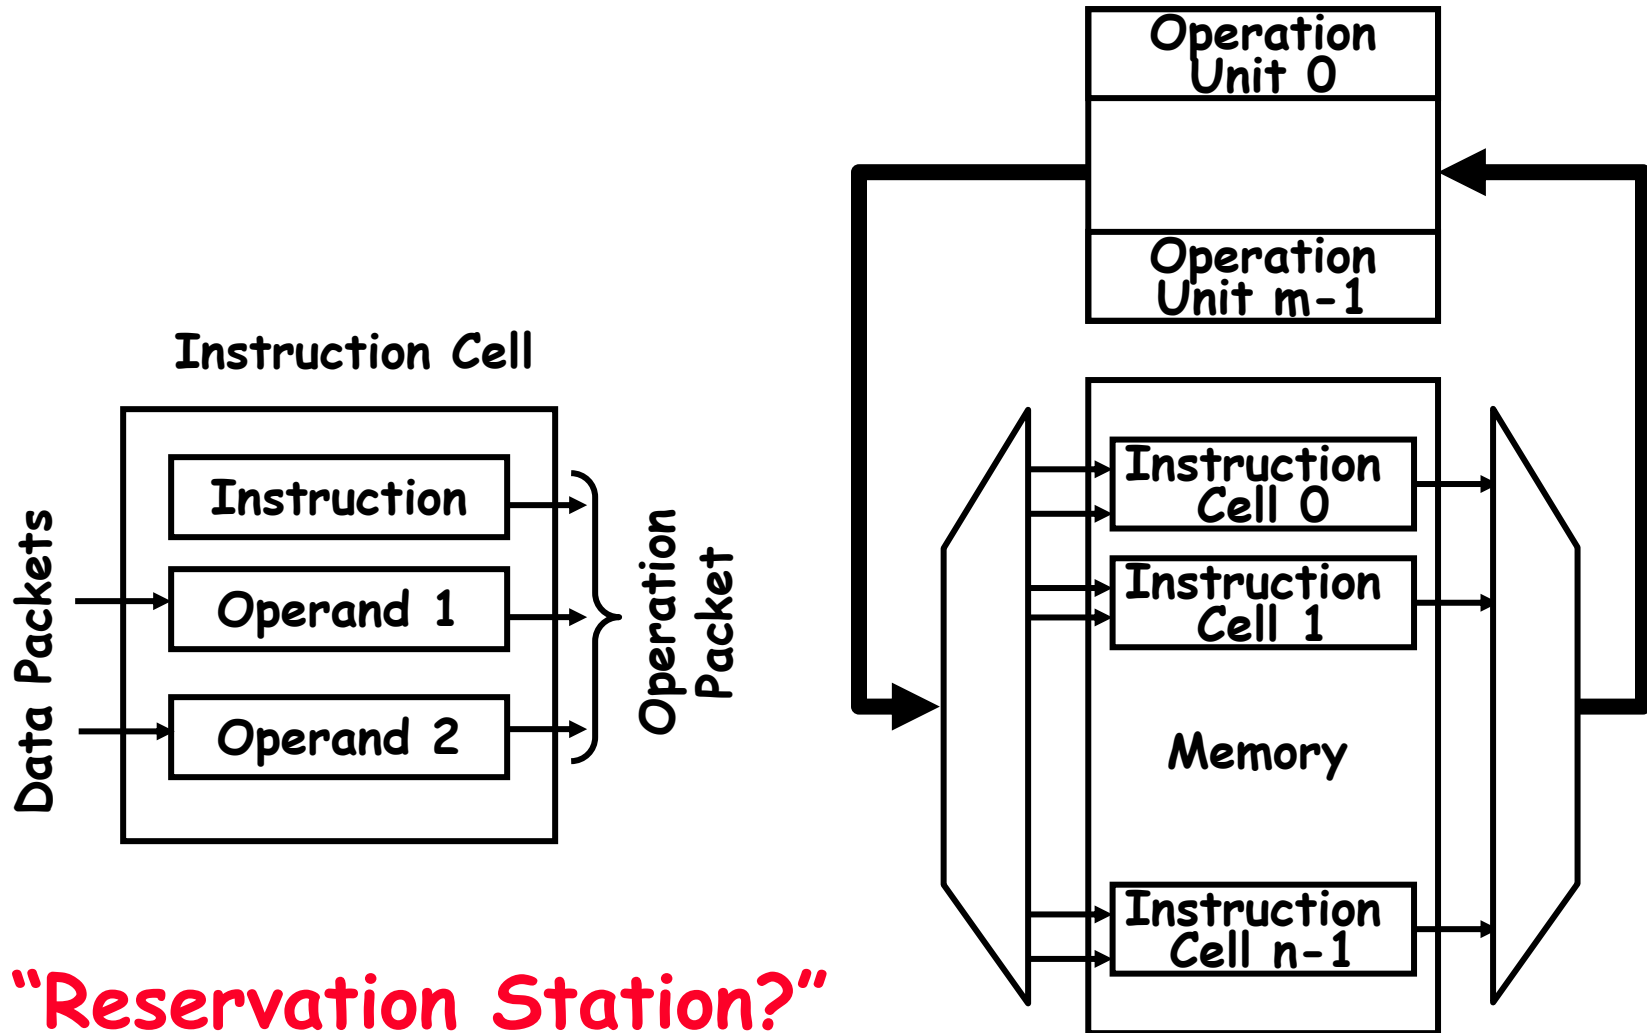 Instruction Cell
Instruction
Operand 1
Operand 2
Data Packets
Operation
Packet
“Reservation Station?”
Operation
Unit 0
Operation
Unit m-1
Instruction
Cell 0
Instruction
Cell 1
Memory
Instruction
Cell n-1